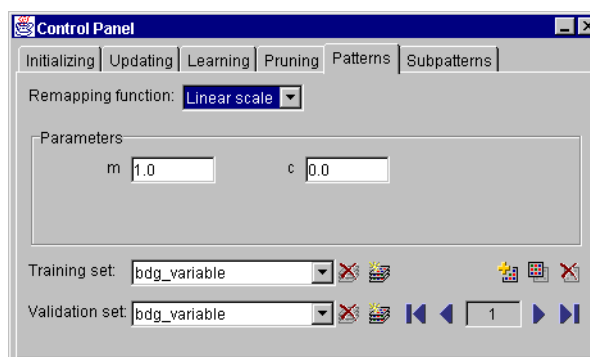 Control Panel
Initializing Updating Learning Pruning Patterns Subpatterns
Remapping function: Linear scale
Parameters
m 1.0 c 0.0
Training set: bdg_variable
Validation set: bdg_variable 1